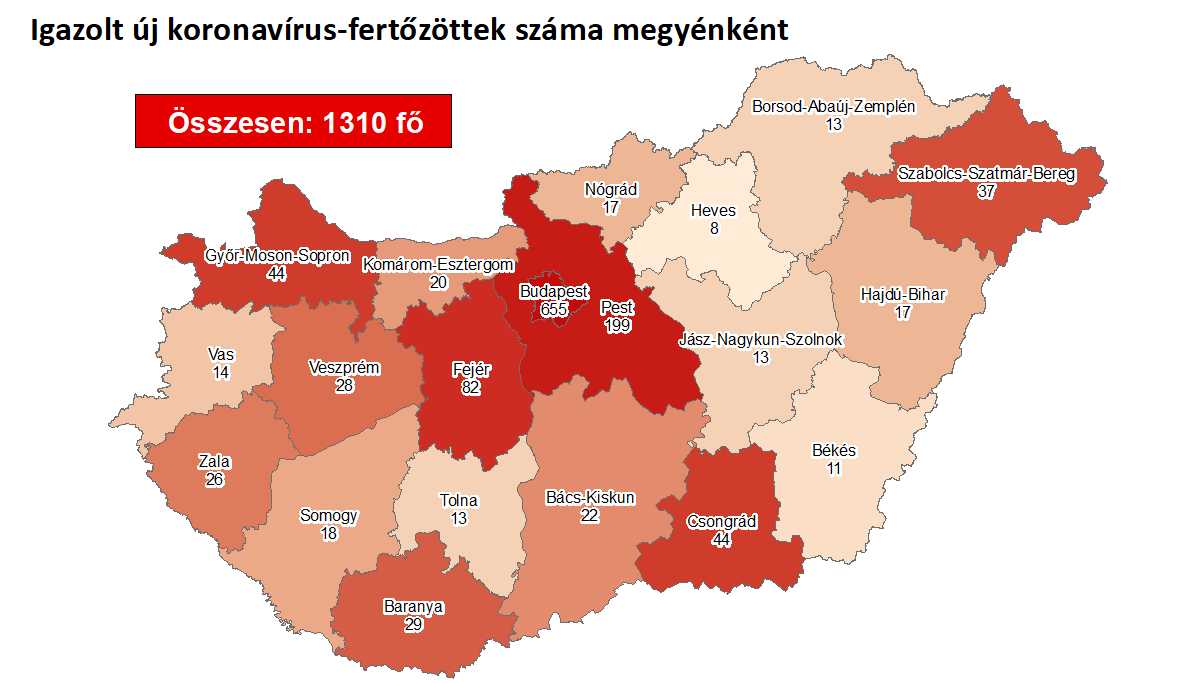 Igazolt új koronavírus-fertőzöttek száma megyénként
Összesen: 1310 fő
Borsod-Abaúj-Zemplén
13
Szabolcs-Szatmár-Bereg
37
Nógrád
17
Heves
8
Győr-Moson-Sopron
44
Komárom-Esztergom
20
Budapest
655
Pest
199
Hajdú-Bihar
17
Jász-Nagykun-Szolnok
13
Vas
14
Veszprém
28
Fejér
82
Zala
26
Békés
11
Somogy
18
Tolna
13
Bács-Kiskun
22
Csongrád
44
Baranya
29